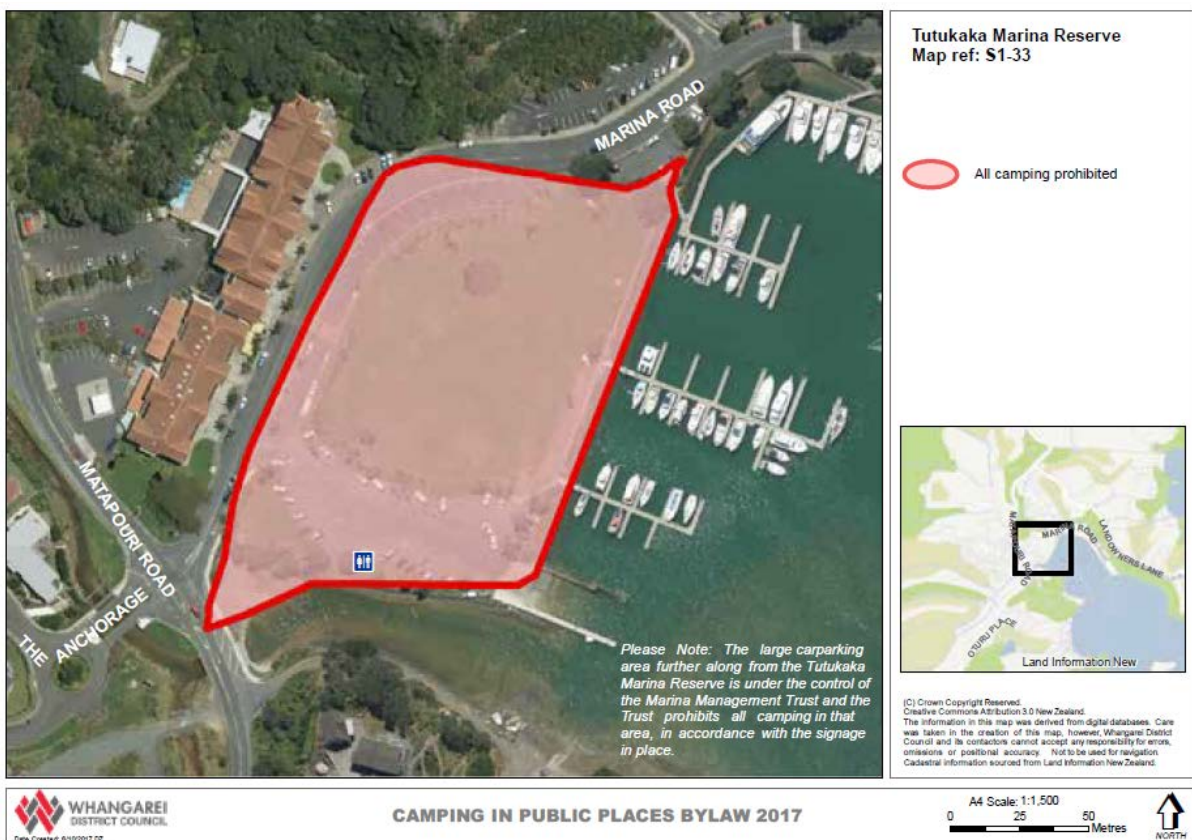 Tutukaka Marina Reserve
Map ref: S1-33
All camping prohibited
MARINA ROAD
MATAPOURI ROAD
THE ANCHORAGE
Please Note: The large carparking
area further along from the Tutukaka
Marina Reserve is under the control of
the Marina Management Trust and the
Trust prohibits all camping in that
area, in accordance with the signage
in place.
MATAPOURI ROAD
MARINA ROAD
LANDOWNERS LANE
OTURU PLACE
Land Information New
(C) Crown Copyright Reserved.
Creative Commons Attribution 3.0 New Zealand.
The information in this map was derived from digital databases. Care
was taken in the creation of this map, however, Whangarei District
Council and its contactors cannot accept any responsibility for errors,
omissions or positional accuracy. Not to be used for navigation.
Cadastral information sourced from Land Information New Zealand.
WHANGAREI
DISTRICT COUNCIL
CAMPING IN PUBLIC PLACES BYLAW 2017
A4 Scale: 1:1,500
0 25 50
Metres
NORTH